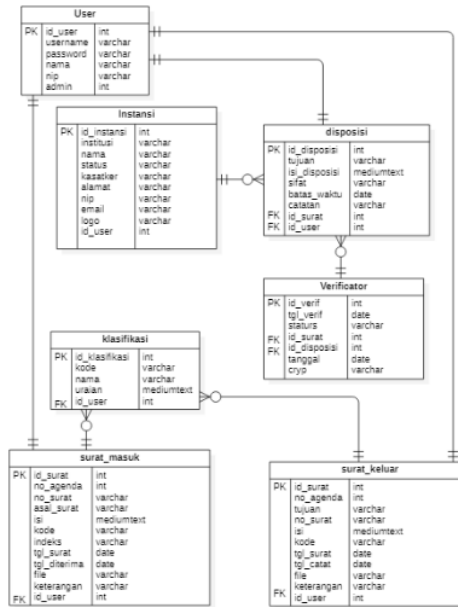 User
PK id_user int
username varchar
password varchar
nama varchar
nip varchar
admin int
Instansi
PK id_instansi int
institusi varchar
nama varchar
status varchar
kasatker varchar
alamat varchar
nip varchar
email varchar
logo varchar
id_user int
disposisi
PK id_disposisi int
tujuan varchar
isi_disposisi mediumtext
sifat varchar
batas_waktu date
catatan varchar
FK id_surat int
FK id_user int
Verificator
PK id_verif int
tgl_verif date
staturs varchar
FK id_surat int
FK id_disposisi int
tanggal date
cryp varchar
klasifikasi
PK id_klasifikasi int
kode varchar
nama varchar
uraian mediumtext
FK id_user int
surat_masuk
PK id_surat int
no_agenda int
no_surat varchar
asal_surat varchar
isi mediumtext
kode varchar
indeks varchar
tgl_surat date
tgl_diterima date
file varchar
keterangan varchar
FK id_user int
surat_keluar
PK id_surat int
no_agenda int
tujuan varchar
no_surat varchar
isi mediumtext
kode varchar
tgl_surat date
tgl_catat date
file varchar
keterangan varchar
FK id_user int